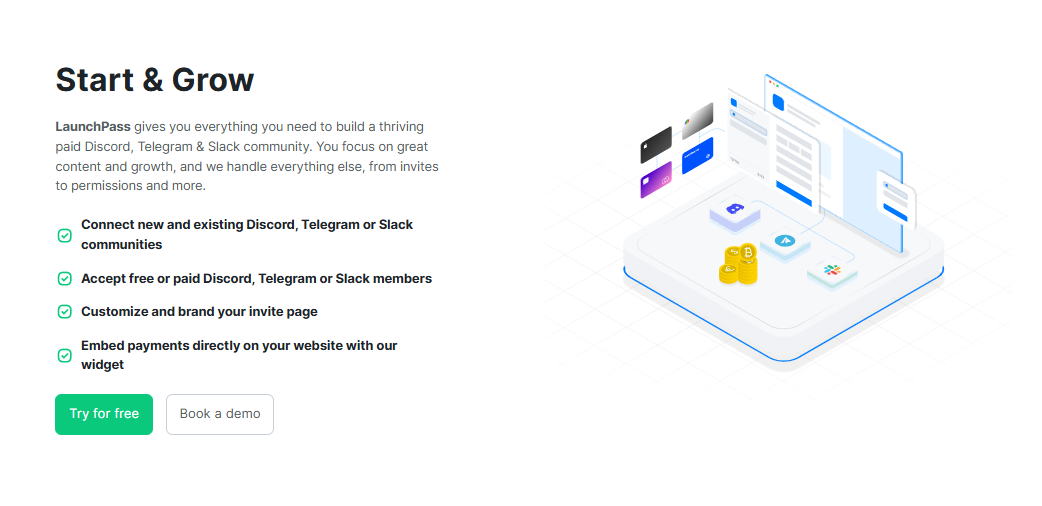 Start & Grow
LaunchPass gives you everything you need to build a thriving
paid Discord, Telegram & Slack community. You focus on great
content and growth, and we handle everything else, from invites
to permissions and more.
Connect new and existing Discord, Telegram or Slack
communities
Accept free or paid Discord, Telegram or Slack members
Customize and brand your invite page
Embed payments directly on your website with our
widget
Try for free
Book a demo